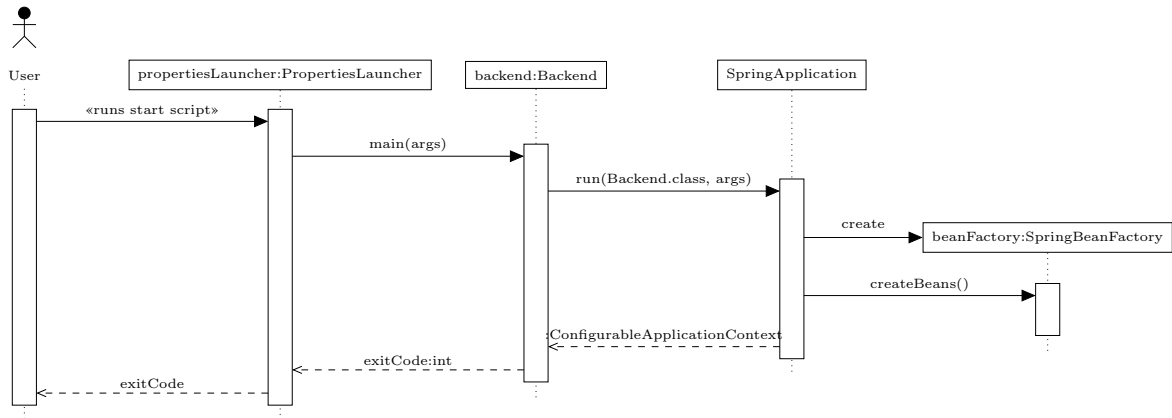 User
propertiesLauncher:PropertiesLauncher
backend:Backend
SpringApplication
«runs start script»
main(args)
run(Backend.class, args)
create
beanFactory:SpringBeanFactory
createBeans()
:ConfigurableApplicationContext
exitCode:int
exitCode